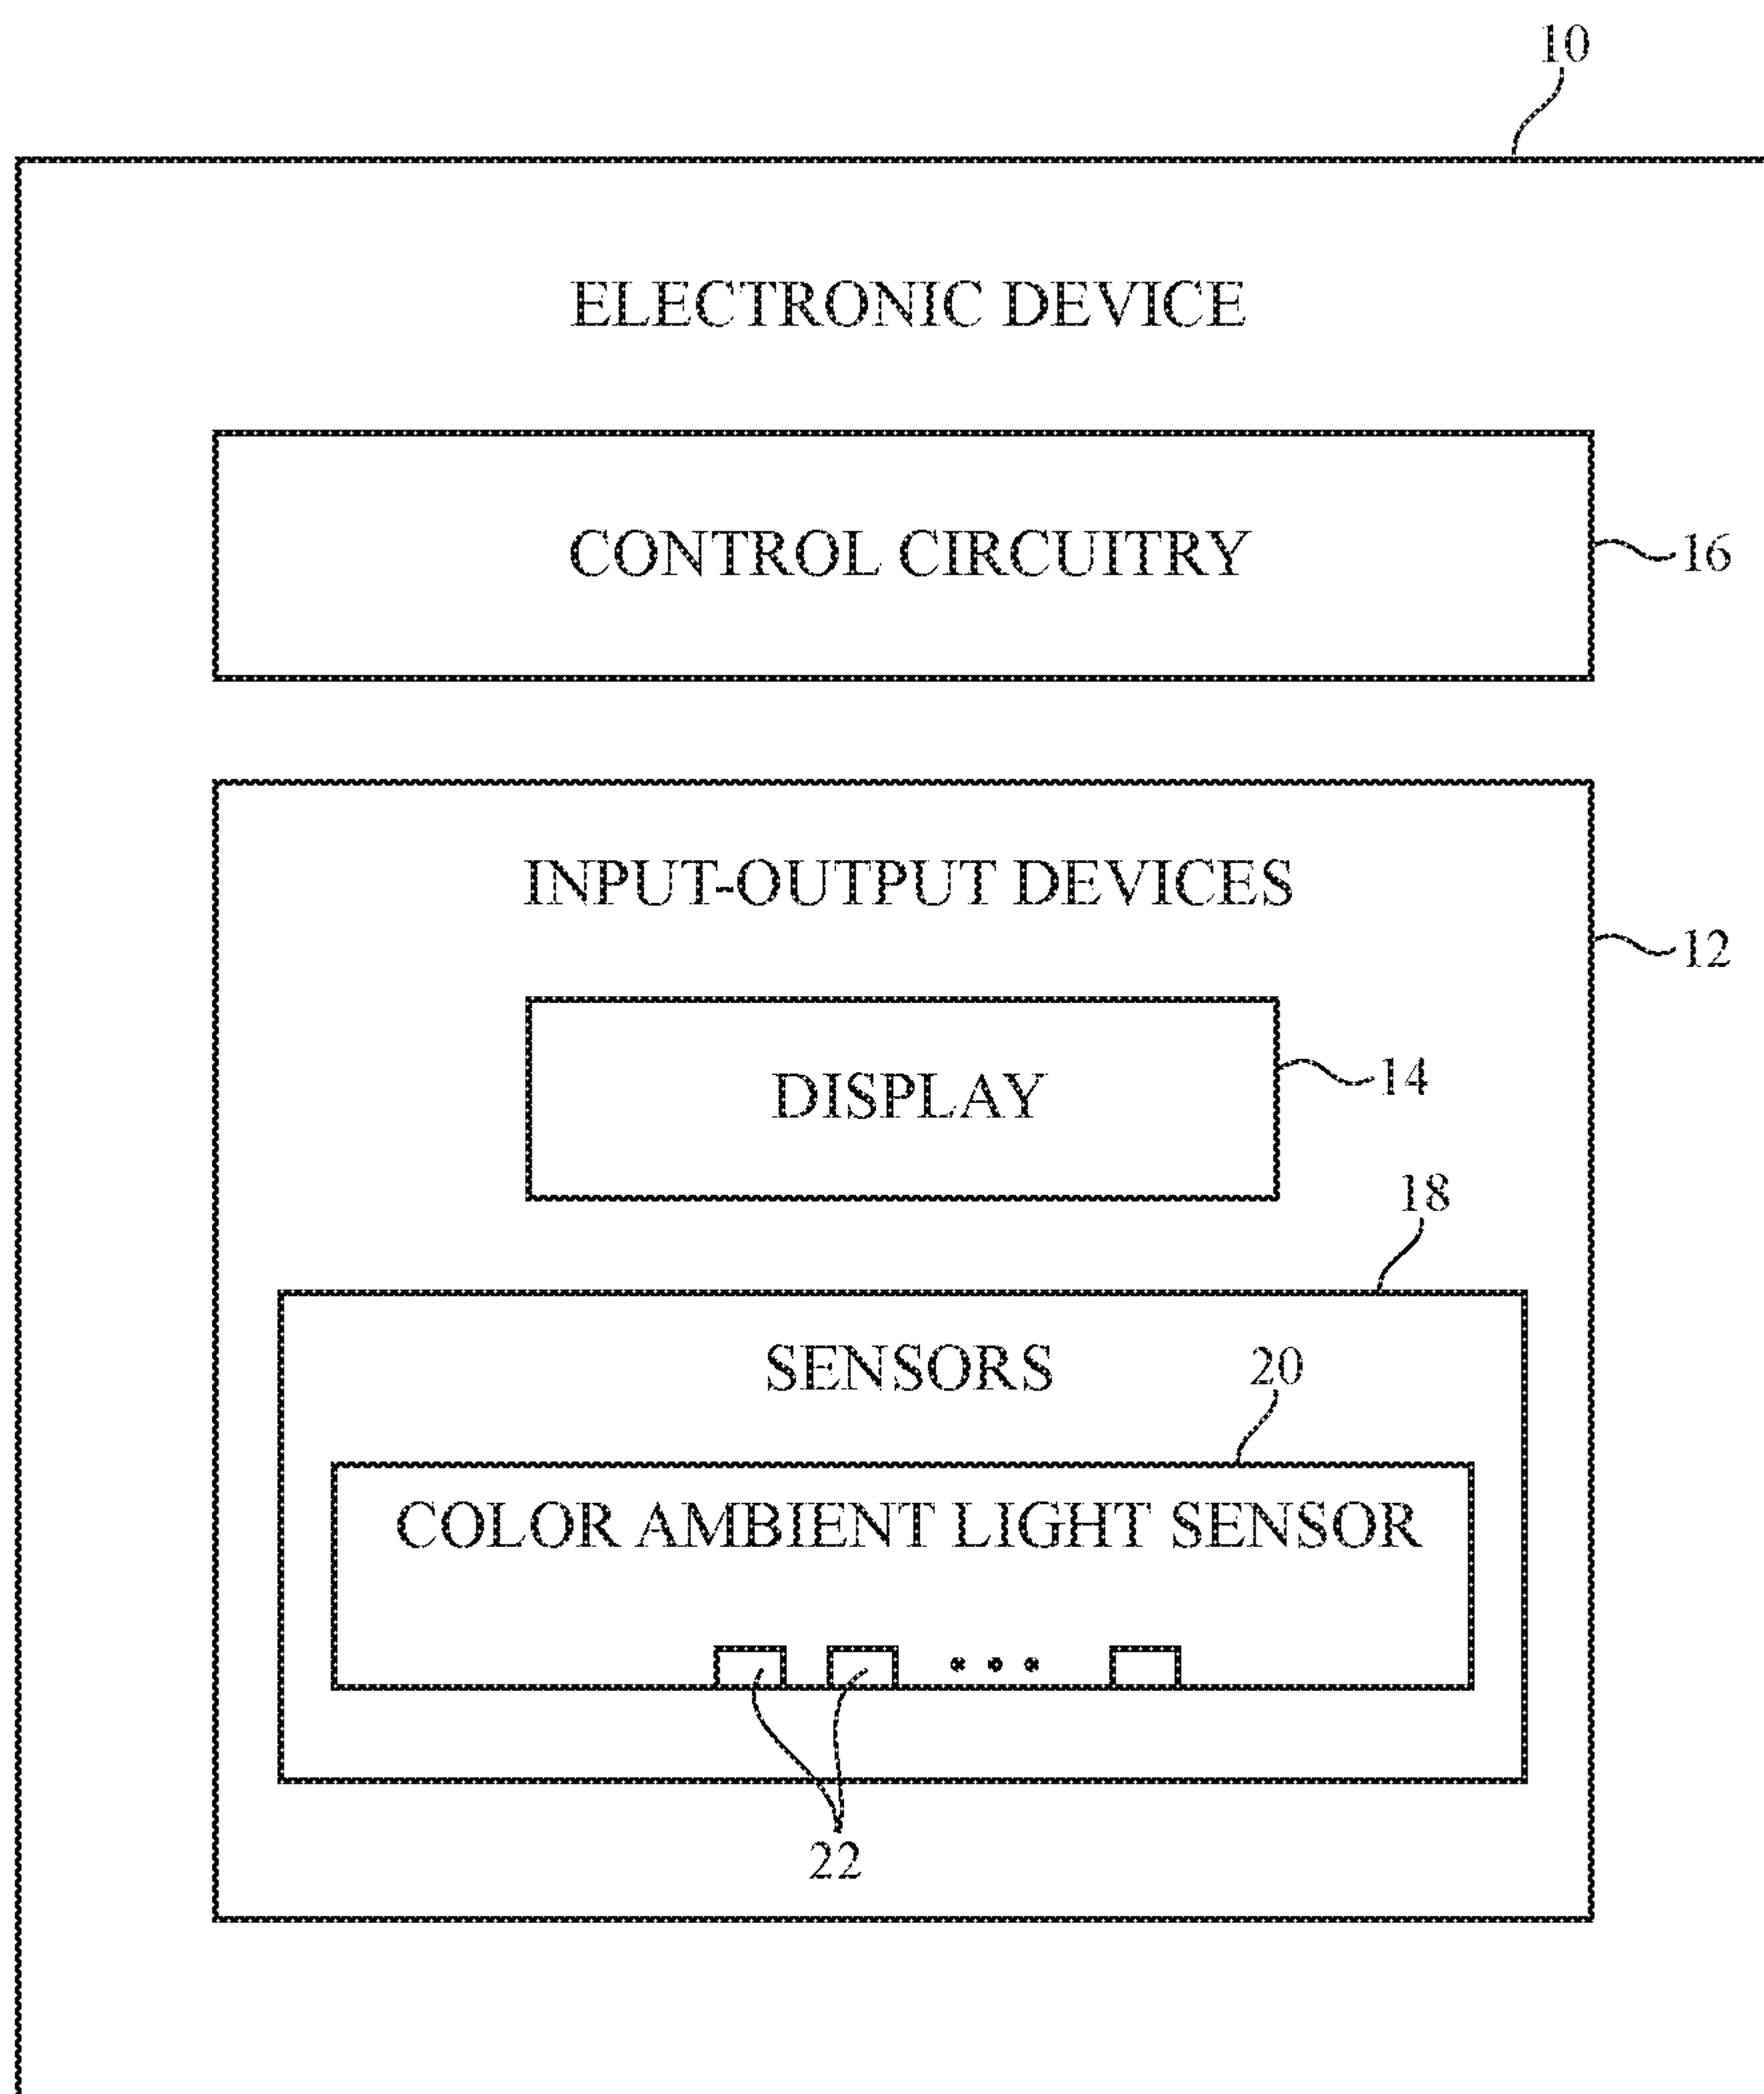 10
ELECTRONIC DEVICE
CONTROL CIRCUITRY
16
INPUT-OUTPUT DEVICES
12
DISPLAY
14
18
SENSORS
20
COLOR AMBIENT LIGHT SENSOR
22